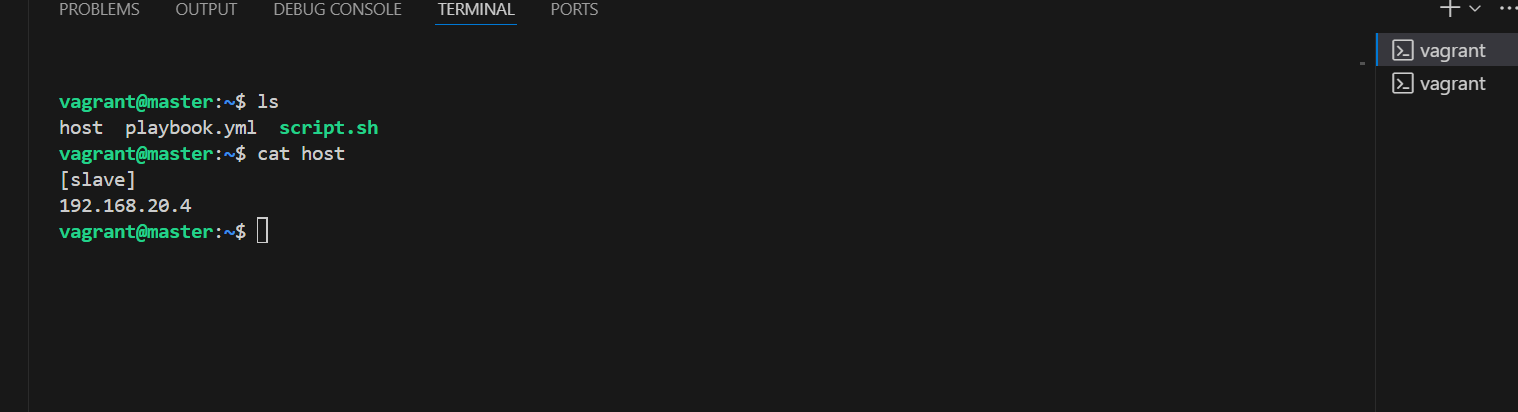 PROBLEMS OUTPUT DEBUG CONSOLE TERMINAL PORTS
vagrant
vagrant
vagrant@master:~$ ls
host  playbook.yml  script.sh
vagrant@master:~$ cat host
[slave]
192.168.20.4
vagrant@master:~$